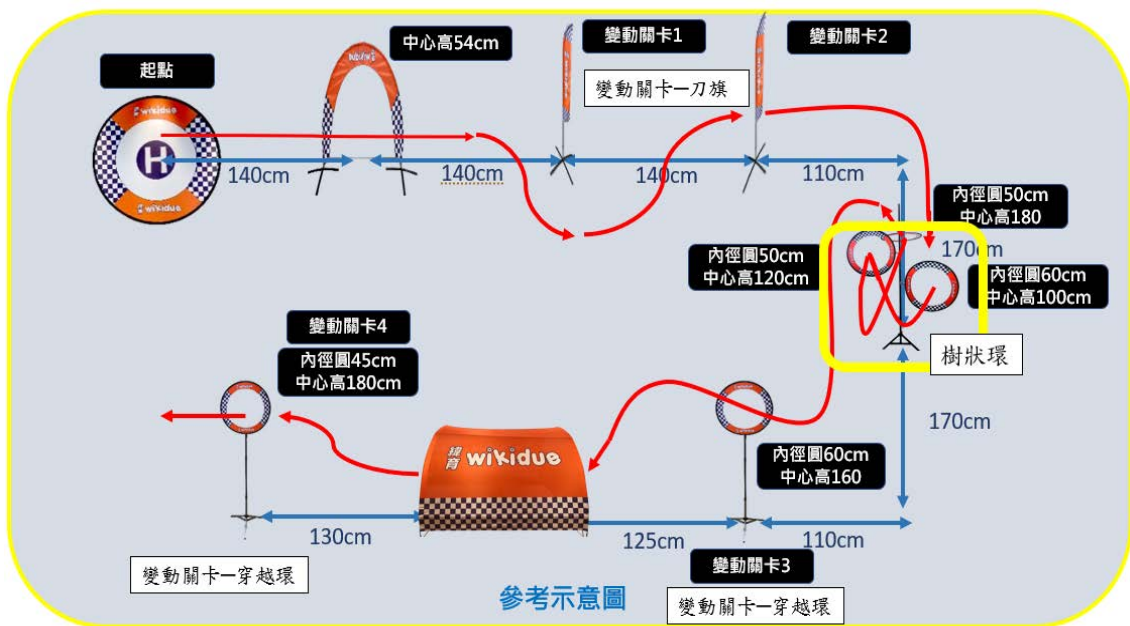 起點
中心高54cm
變動關卡1
變動關卡2
變動關卡—刀旗
wikiduo
H
wikiduo
140cm
140cm
140cm
110cm
內徑圓50cm
中心高180
170cm
內徑圓50cm
中心高120cm
內徑圓60cm
中心高100cm
樹狀環
變動關卡4
內徑圓45cm
中心高180cm
緯育
wikidue
內徑圓60cm
中心高160
170cm
130cm
125cm
110cm
變動關卡—穿越環
變動關卡3
變動關卡—穿越環
參考示意圖